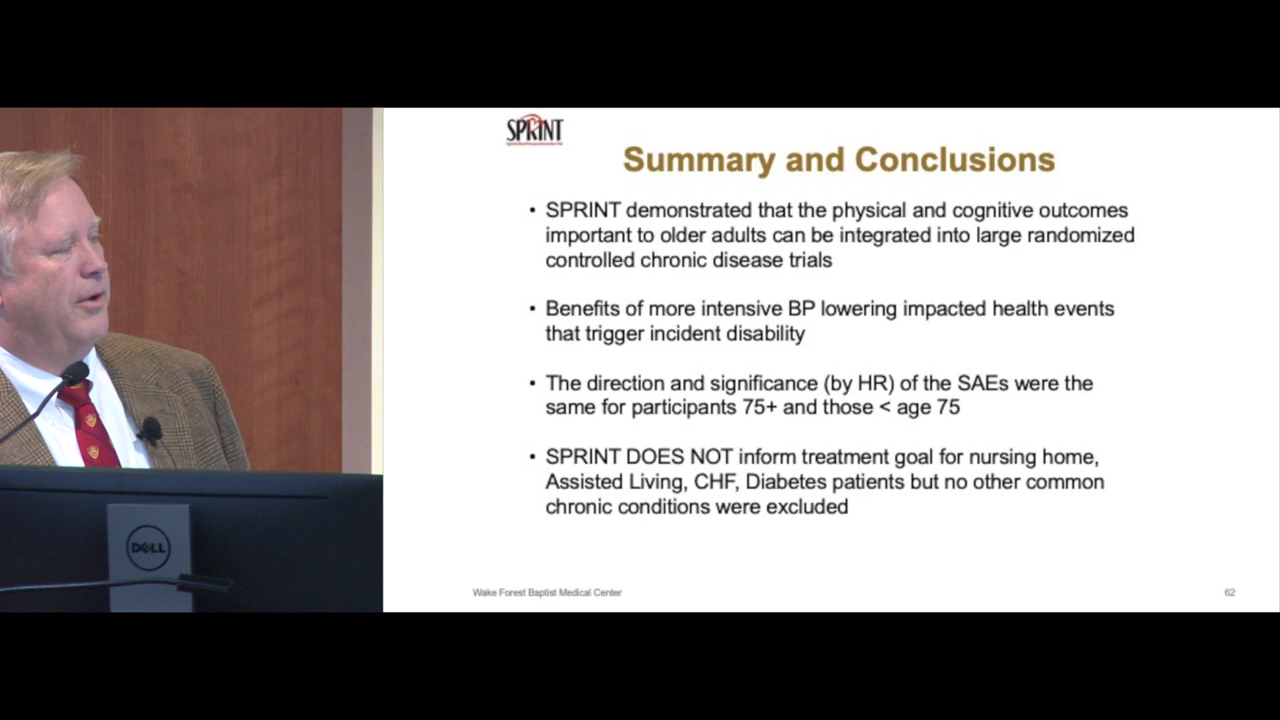 SPRINT
Summary and Conclusions
• SPRINT demonstrated that the physical and cognitive outcomes
important to older adults can be integrated into large randomized
controlled chronic disease trials
• Benefits of more intensive BP lowering impacted health events
that trigger incident disability
• The direction and significance (by HR) of the SAEs were the
same for participants 75+ and those < age 75
• SPRINT DOES NOT inform treatment goal for nursing home,
Assisted Living, CHF, Diabetes patients but no other common
chronic conditions were excluded
Wake Forest Baptist Medical Center
62
DELL